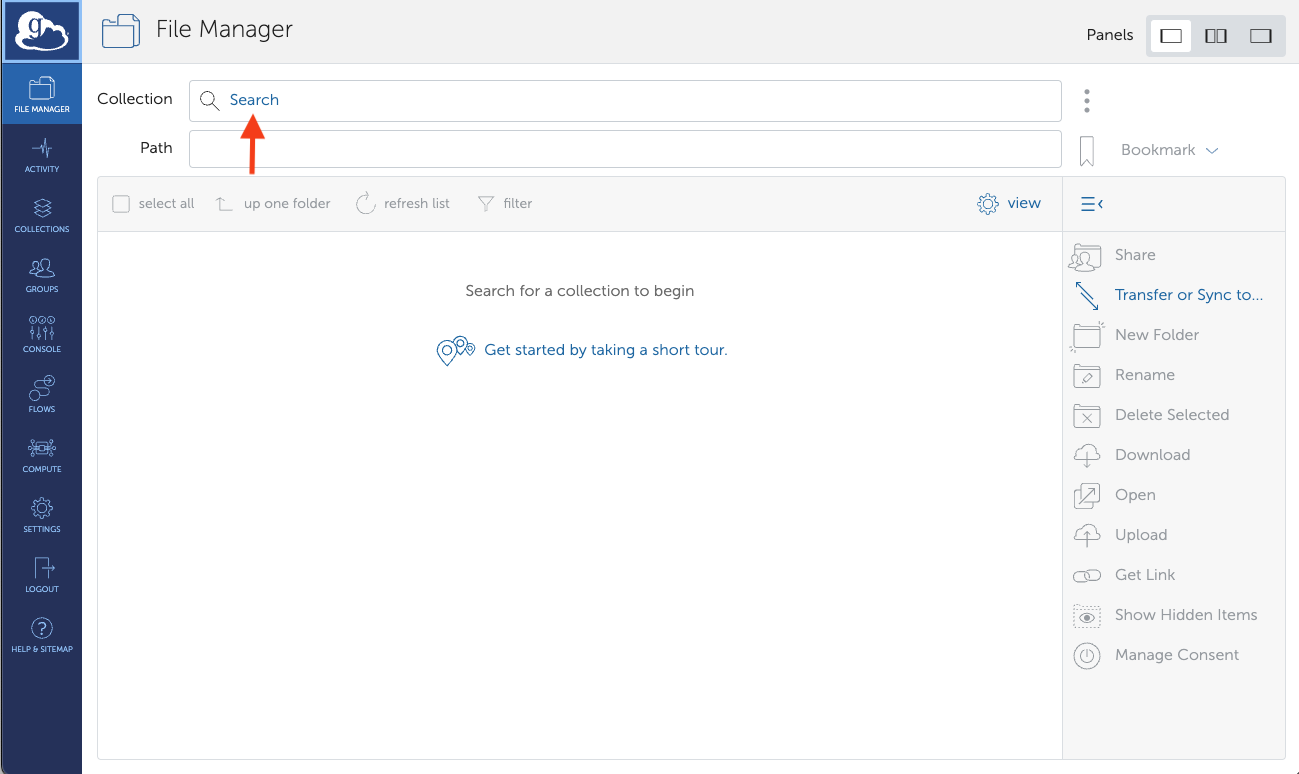 g
File Manager
Panels
FILE MANAGER
ACTIVITY
COLLECTIONS
GROUPS
CONSOLE
FLOWS
COMPUTE
SETTINGS
LOGOUT
?
HELP & SITEMAP
Collection
Search
Path
Bookmark
select all
up one folder
refresh list
filter
view
Search for a collection to begin
Get started by taking a short tour.
Share
Transfer or Sync to...
New Folder
Rename
Delete Selected
Download
Open
Upload
Get Link
Show Hidden Items
Manage Consent